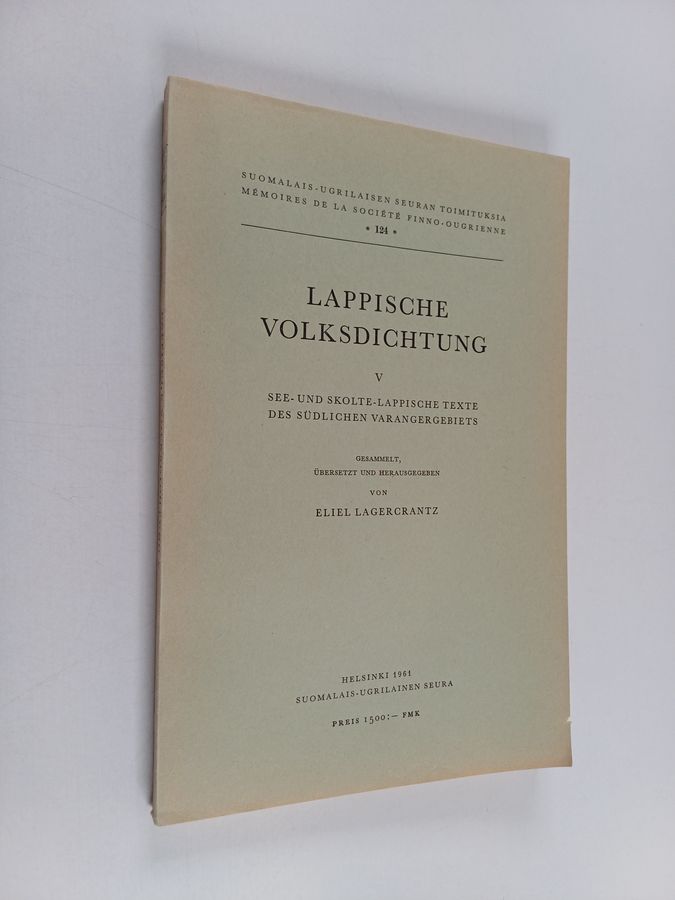 SUOMALAIS-UGRILAISEN SEURAN TOIMITUKSIA
MÉMOIRES DE LA SOCIÉTÉ FINNO-OUGRIENNE
* 124 *
LAPPISCHE
VOLKSDICHTUNG
V
SEE- UND SKOLTE-LAPPISCHE TEXTE
DES SÜDLICHEN VARANGERGEBIETS
GESAMMELT,
ÜBERSETZT UND HERAUSGEGEBEN
VON
ELIEL LAGERCRANTZ
HELSINKI 1961
SUOMALAIS-UGRILAINEN SEURA
PREIS 1500:— FMK